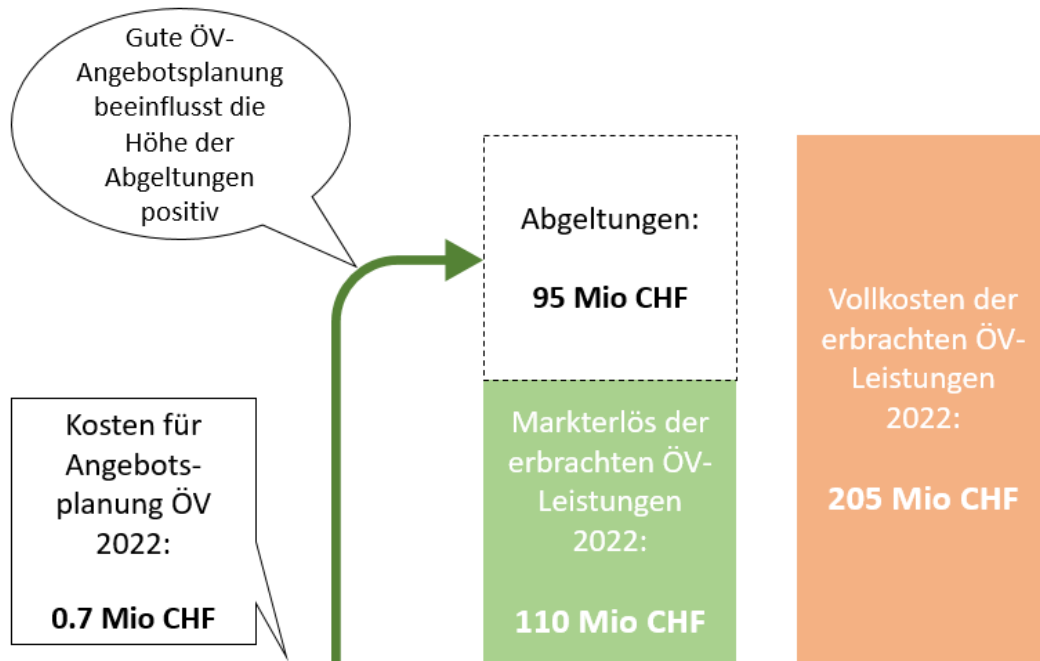 Gute ÖV-
Angebotsplanung
beeinflusst die
Höhe der
Abgeltungen
positiv
Abgeltungen:
95 Mio CHF
Vollkosten der
erbrachten ÖV-
Leistungen
2022:
205 Mio CHF
Kosten für
Angebots-
planung ÖV
2022:
0.7 Mio CHF
Markterlös der
erbrachten ÖV-
Leistungen
2022:
110 Mio CHF